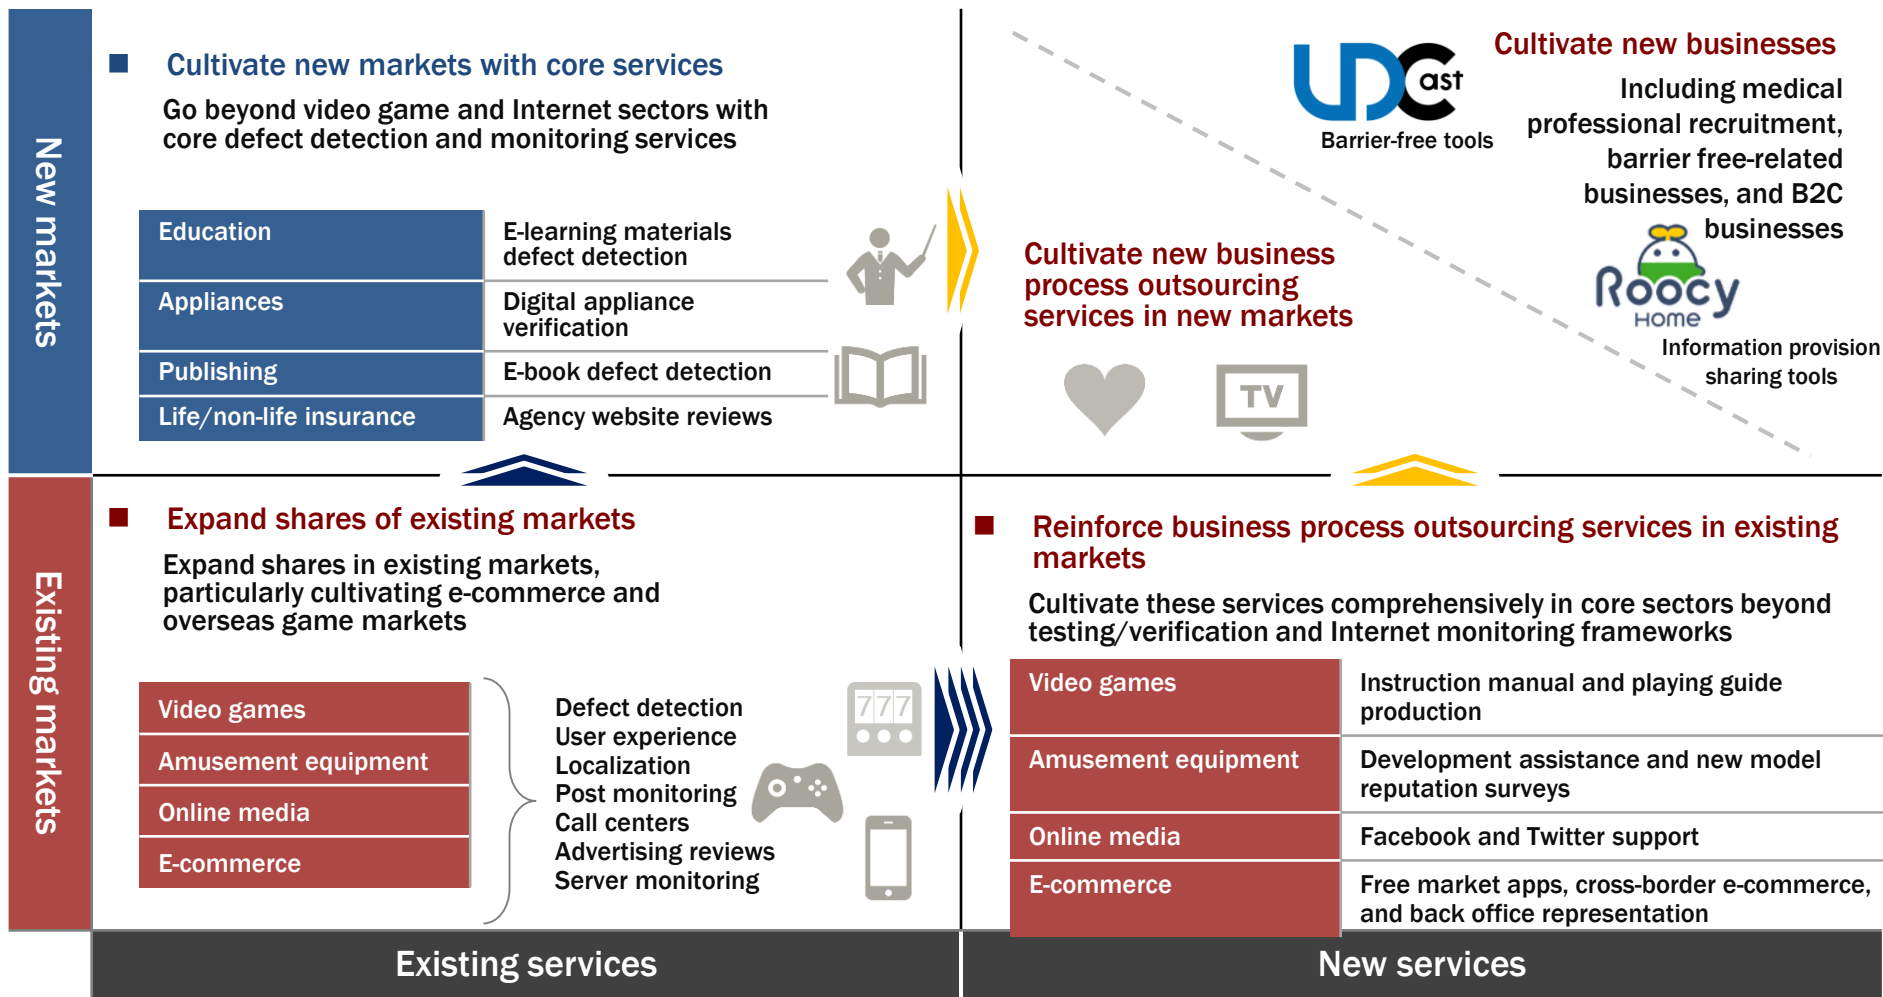 New markets
Cultivate new markets with core services
Go beyond video game and Internet sectors with
core defect detection and monitoring services
Education
E-learning materials
defect detection
Appliances
Digital appliance
verification
Publishing
E-book defect detection
Life/non-life insurance
Agency website reviews
UDCast
Barrier-free tools
Cultivate new businesses
Including medical
professional recruitment,
barrier free-related
businesses, and B2C
businesses
Cultivate new business
process outsourcing
services in new markets
TV
Roocy
HOME
Information provision
sharing tools
Existing markets
Expand shares of existing markets
Expand shares in existing markets,
particularly cultivating e-commerce and
overseas game markets
Video games
Amusement equipment
Online media
E-commerce
Defect detection
User experience
Localization
Post monitoring
Call centers
Advertising reviews
Server monitoring
777
Reinforce business process outsourcing services in existing
markets
Cultivate these services comprehensively in core sectors beyond
testing/verification and Internet monitoring frameworks
Video games
Instruction manual and playing guide
production
Amusement equipment
Development assistance and new model
reputation surveys
Online media
Facebook and Twitter support
E-commerce
Free market apps, cross-border e-commerce,
and back office representation
Existing services
New services